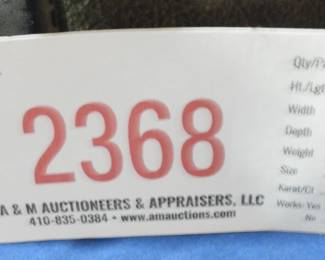 2368
A & M AUCTIONEERS & APPRAISERS, LLC
410-835-0384 • www.amauctions.com
Qty/
Ht./Lgt
Width
Depth
Weight
Size
Karat/Ct
Works- Yes
No